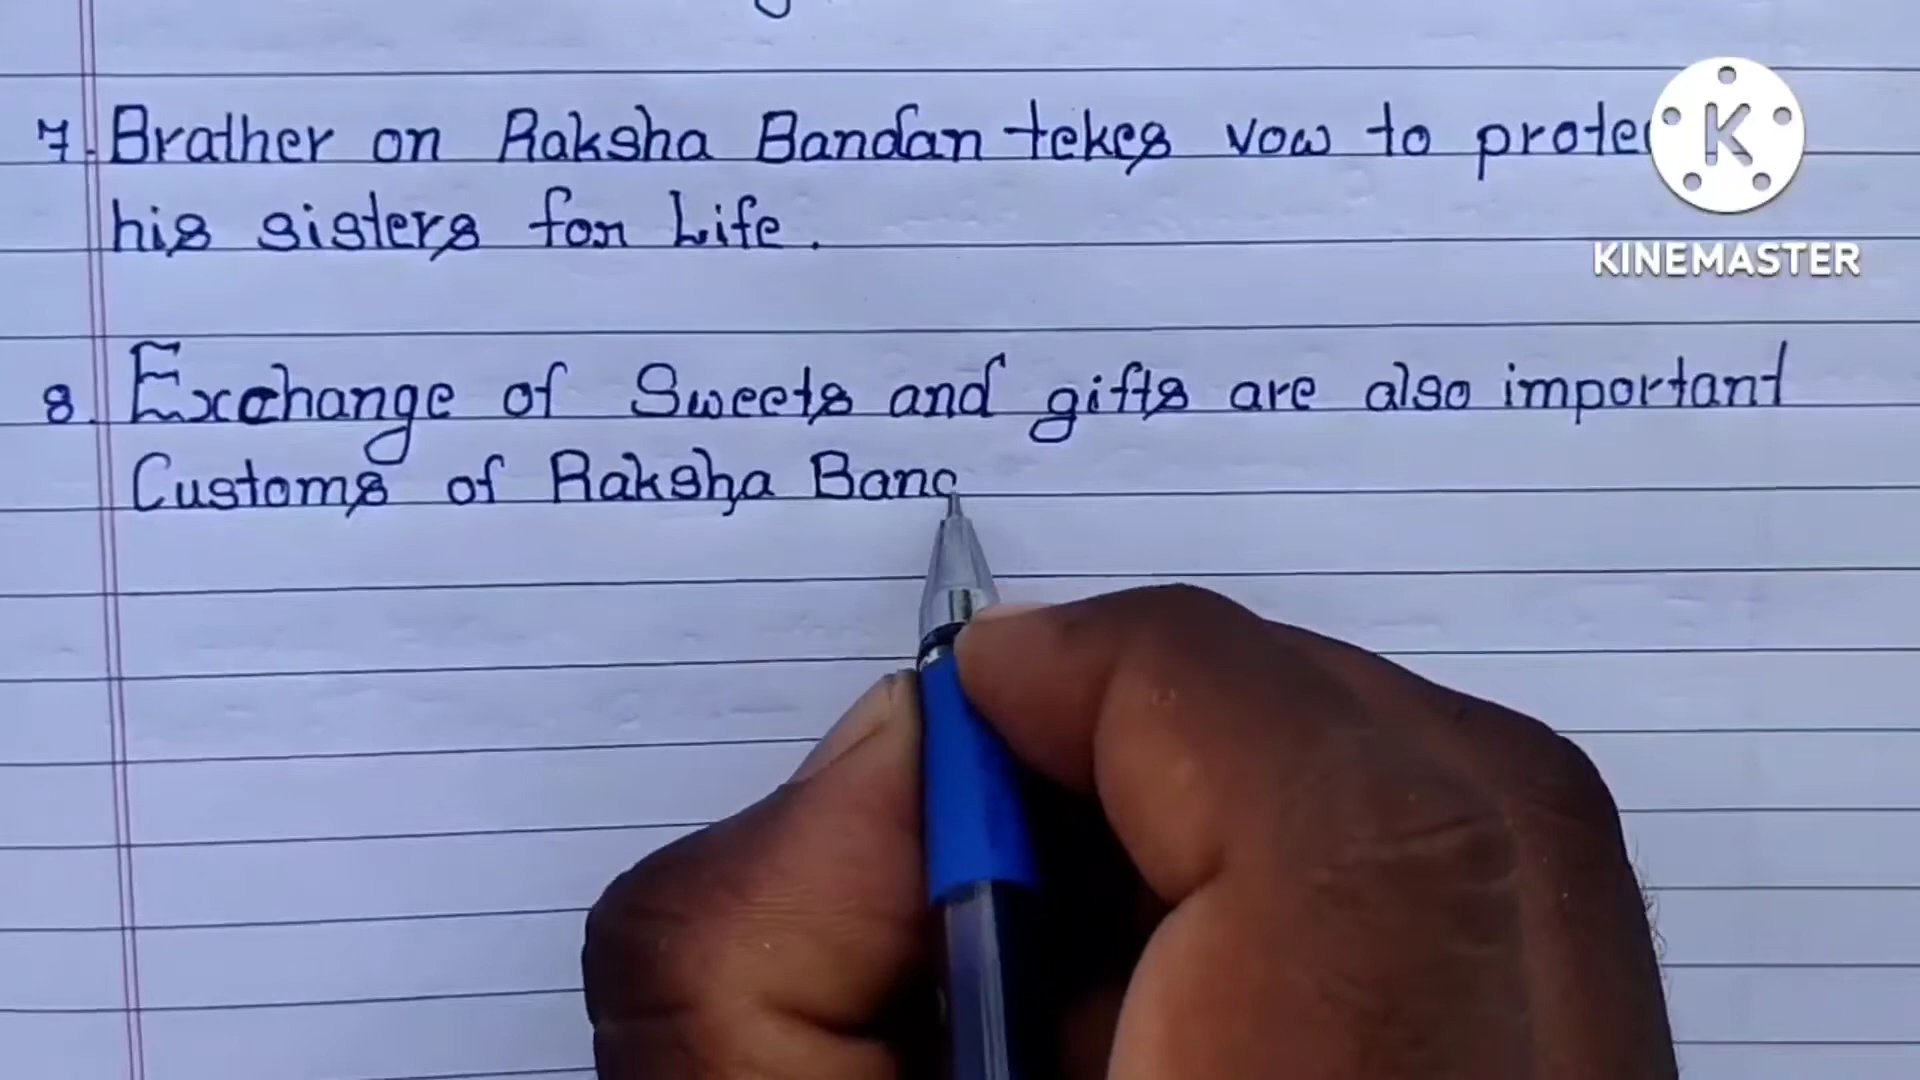 7. Brather on Raksha Bandan tekes vow to prote
his sisters for Life.
8. Exchange of Sweets and gifts are also important
Customs of Raksha Ban
K
KINEMASTER